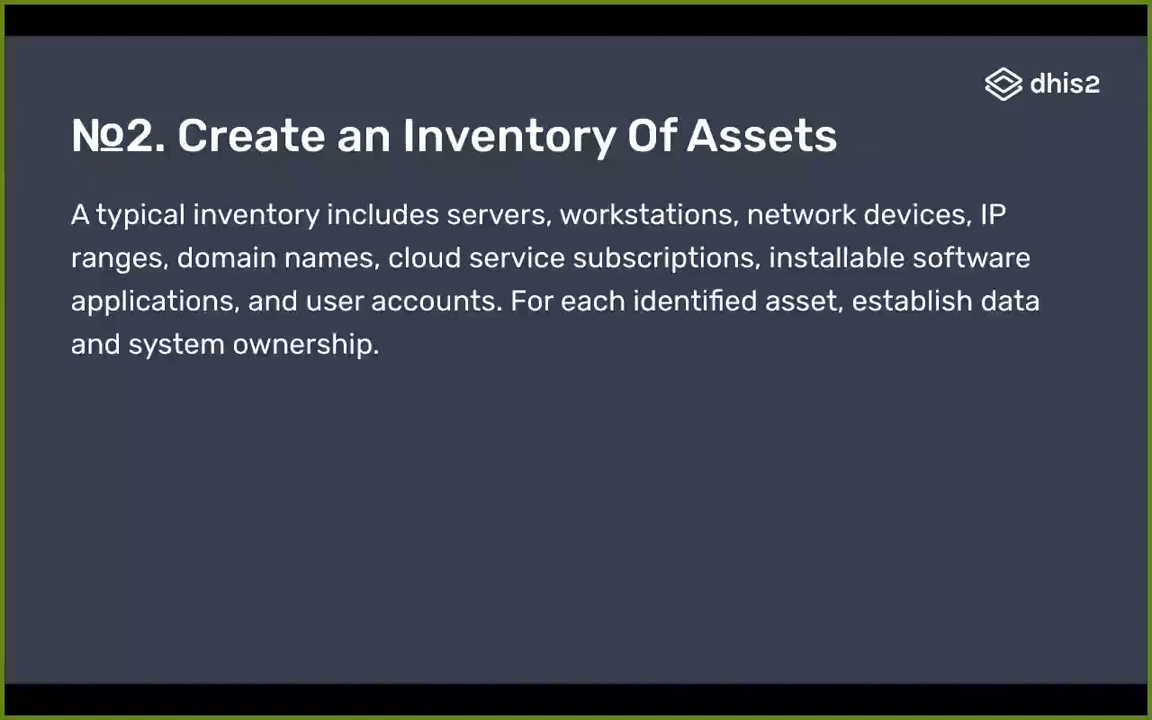 dhis2
№2. Create an Inventory Of Assets
A typical inventory includes servers, workstations, network devices, IP
ranges, domain names, cloud service subscriptions, installable software
applications, and user accounts. For each identified asset, establish data
and system ownership.